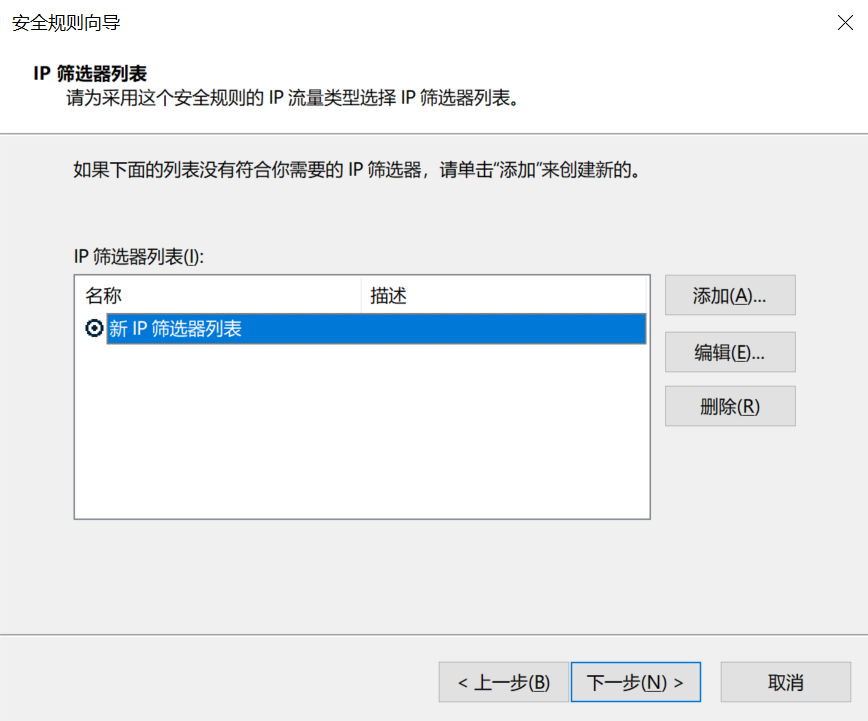 安全规则向导
IP 筛选器列表
请为采用这个安全规则的 IP 流量类型选择 IP 筛选器列表。
如果下面的列表没有符合你需要的 IP 筛选器，请单击“添加”来创建新的。
IP 筛选器列表(I):
名称 描述
新 IP 筛选器列表
添加(A)...
编辑(E)...
删除(R)
< 上一步(B) 下一步(N) > 取消